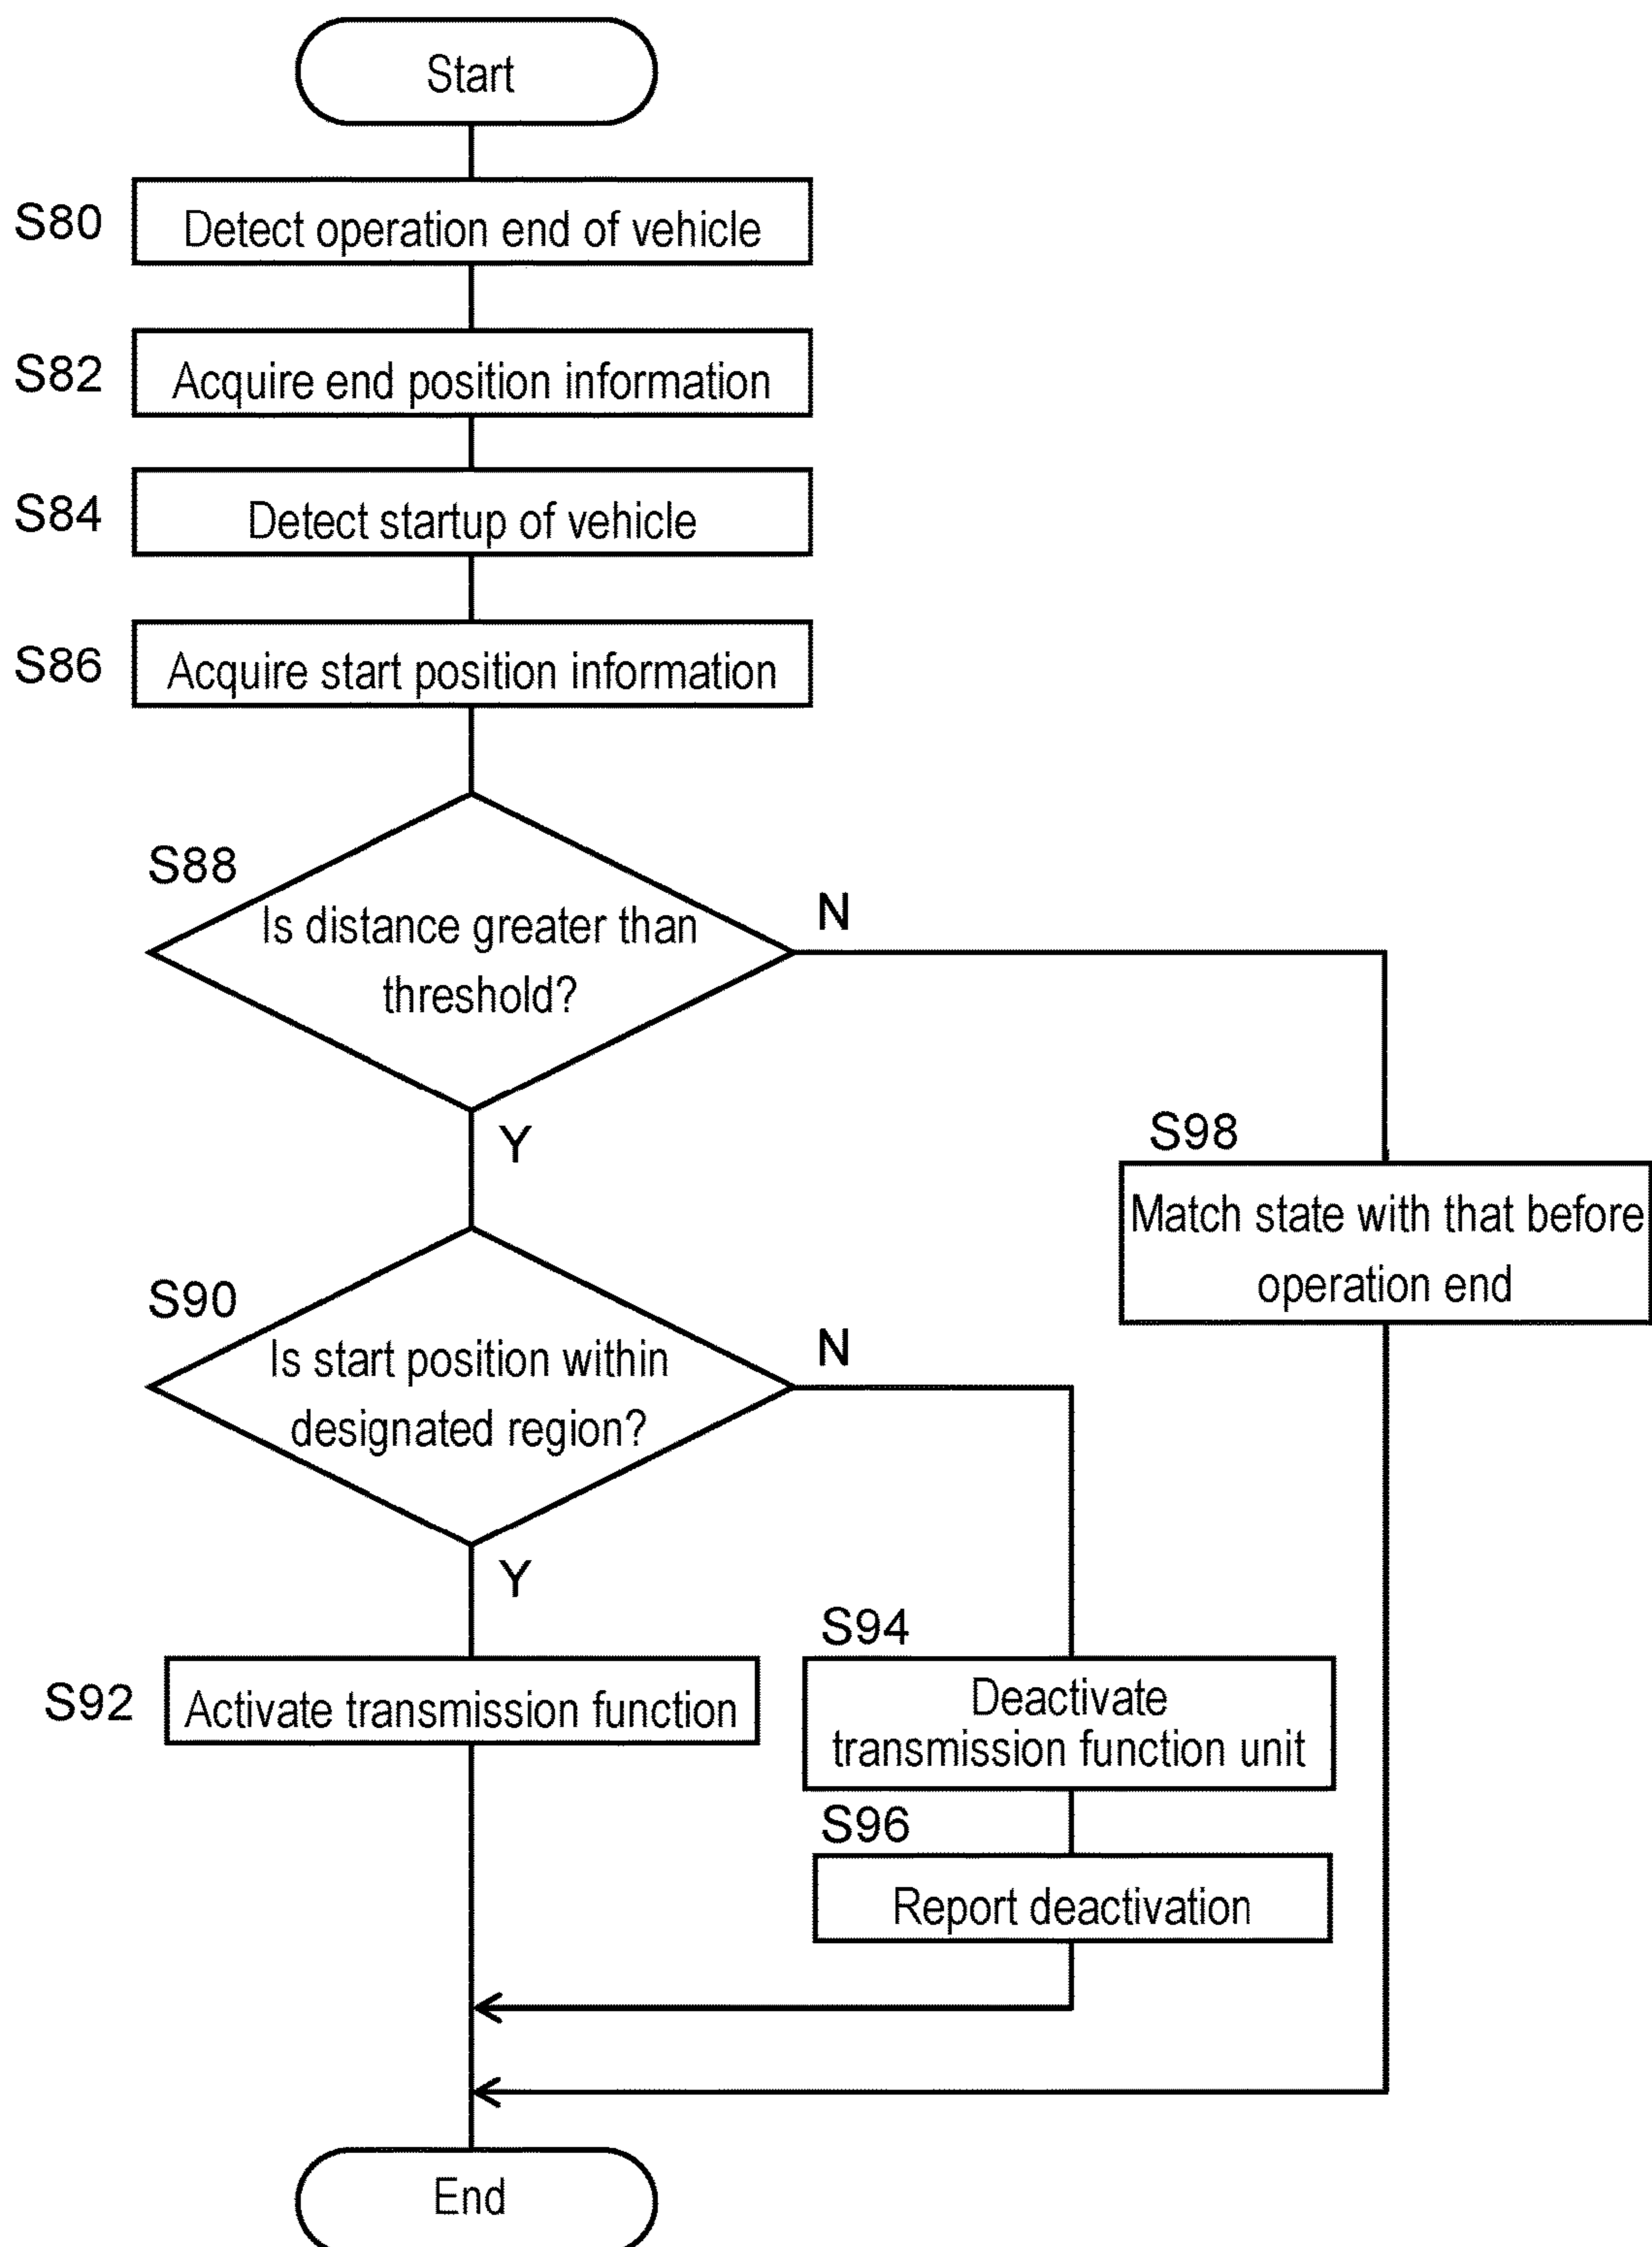 Start
S80
Detect operation end of vehicle
S82
Acquire end position information
S84
Detect startup of vehicle
S86
Acquire start position information
S88
Is distance greater than
threshold?
N
Y
S98
Match state with that before
operation end
S90
Is start position within
designated region?
N
Y
S92
Activate transmission function
S94
Deactivate
transmission function unit
S96
Report deactivation
End